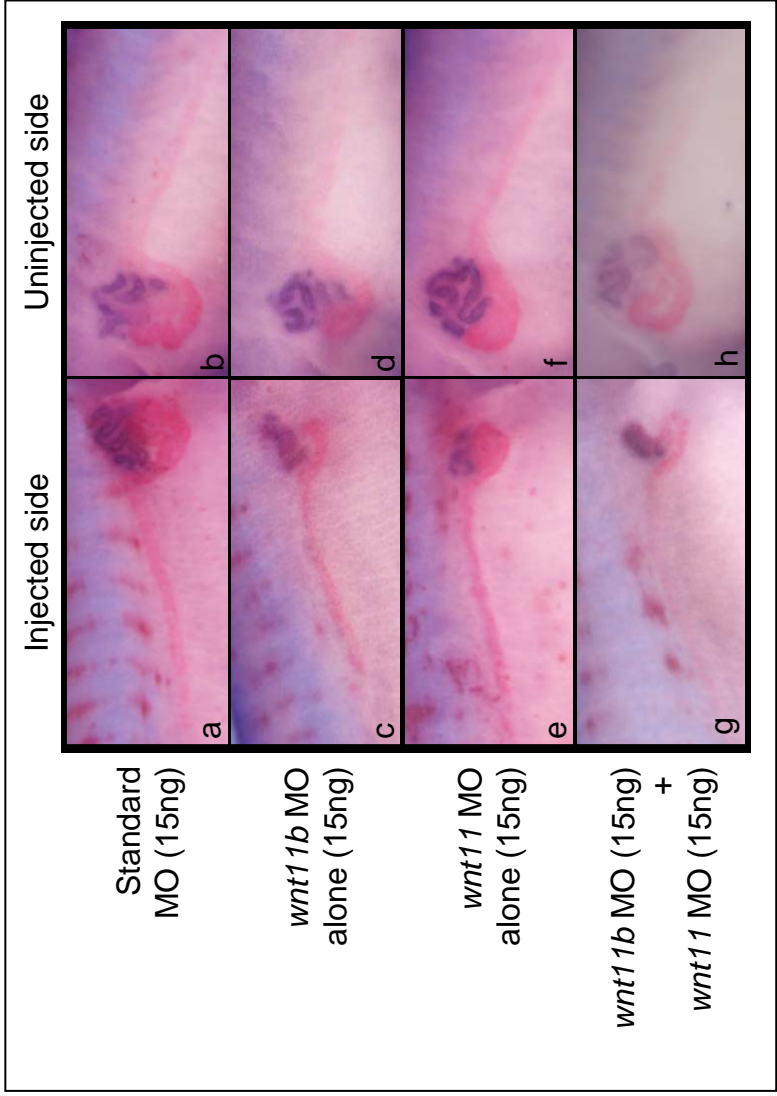 Injected side
Uninjected side
Standard
MO (15ng)
a
b
wnt11b MO
alone (15ng)
c
d
wnt11 MO
alone (15ng)
e
f
wnt11b MO (15ng)
+
wnt11 MO (15ng)
g
h